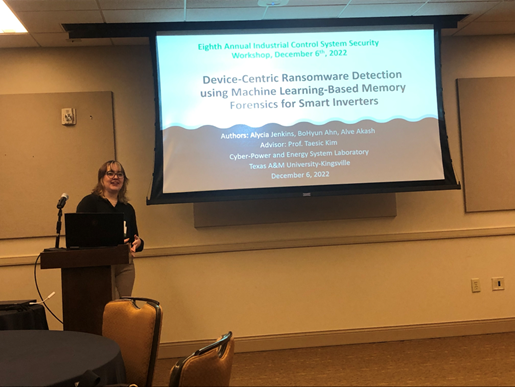 Eighth Annual Industrial Control System Security
Workshop, December 6th, 2022
Device-Centric Ransomware Detection
using Machine Learning-Based Memory
Forensics for Smart Inverters
Authors: Alycia Jenkins, BoHyun Ahn, Alve Akash
Advisor: Prof. Taesic Kim
Cyber-Power and Energy System Laboratory
Texas A&M University-Kingsville
December 6, 2022